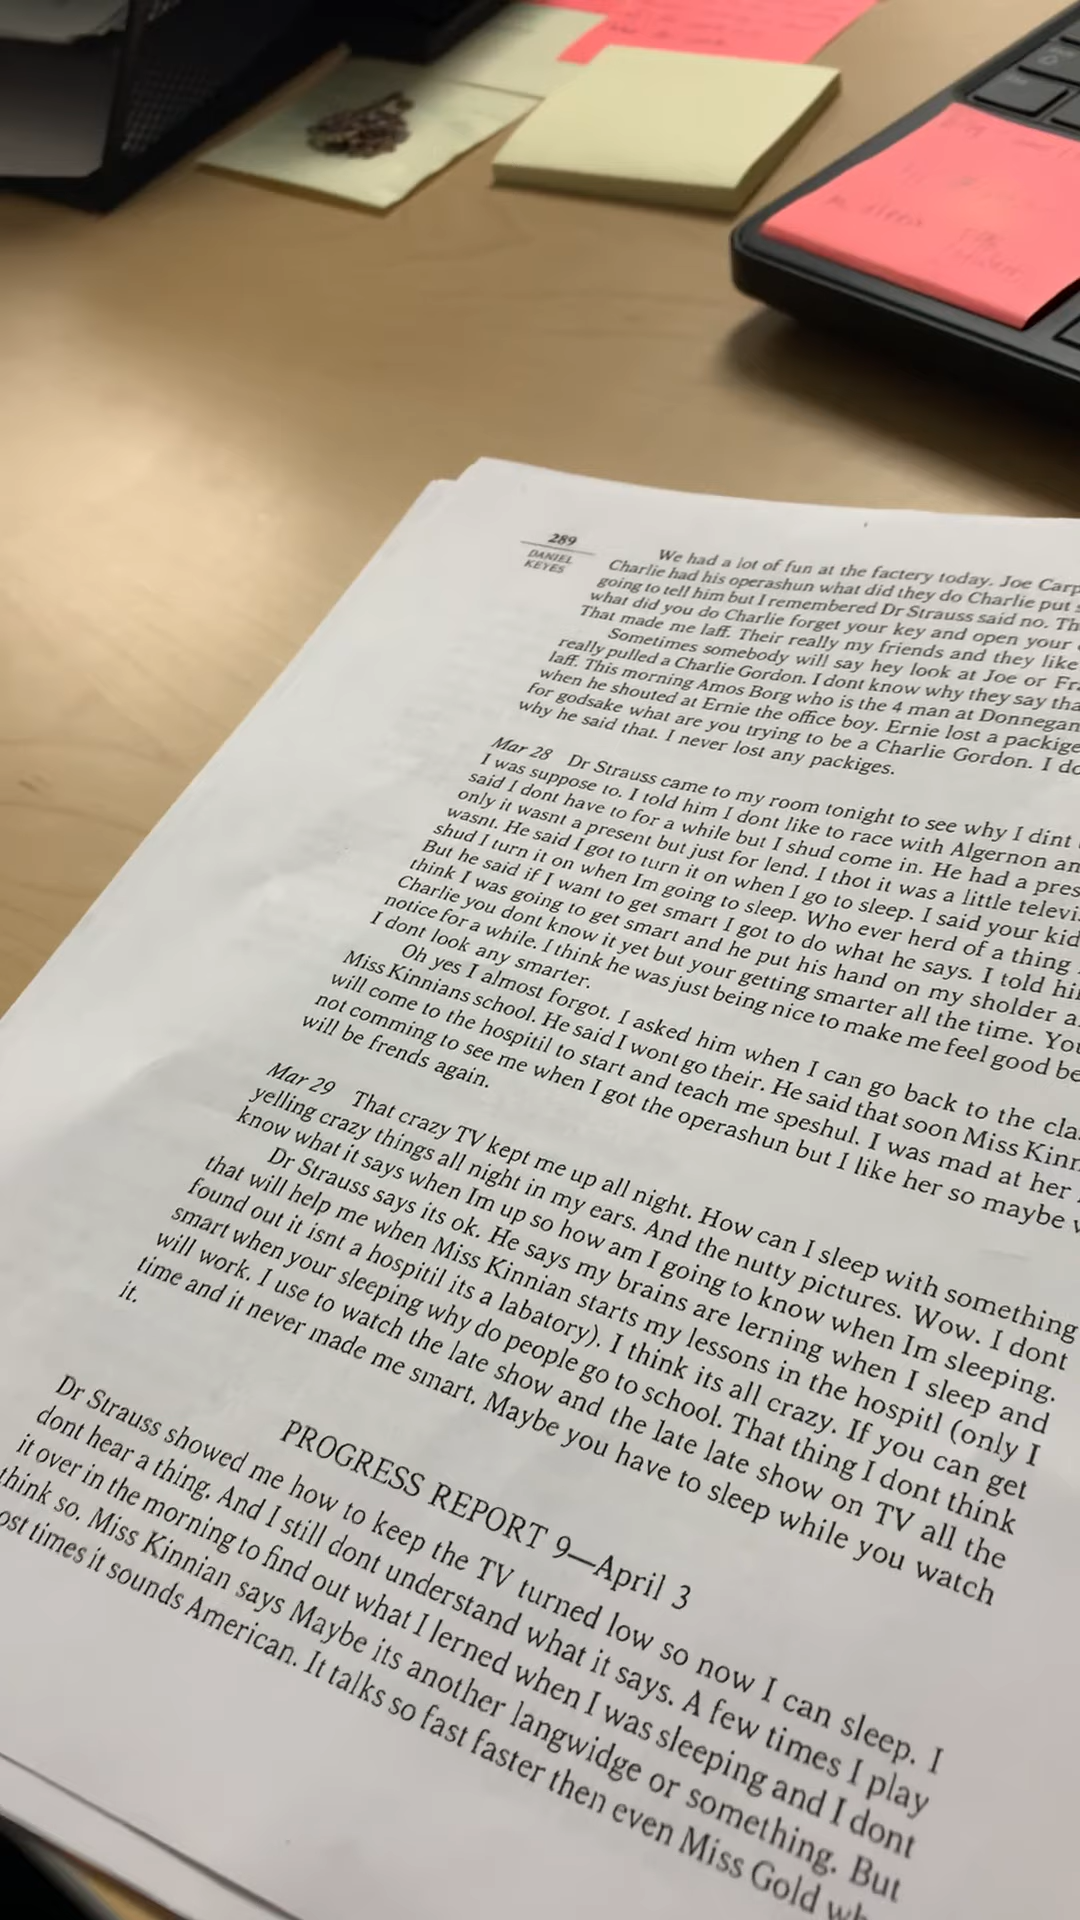 289
DANIEL
KEYES
We had a lot of fun at the factery today. Joe Carp
Charlie had his operashun what did they do Charlie put
going to tell him but I remembered Dr Strauss said no. Th
what did you do Charlie forget your key and open your
That made me laff. Their really my friends and they like
Sometimes somebody will say hey look at Joe or Fra
really pulled a Charlie Gordon. I dont know why they say tha
laff. This morning Amos Borg who is the 4 man at Donnegan
when he shouted at Ernie the office boy. Ernie lost a packige
for godsake what are you trying to be a Charlie Gordon. I do
why he said that. I never lost any packiges.
Mar 28 Dr Strauss came to my room tonight to see why I dint
I was suppose to. I told him I dont like to race with Algernon an
said I dont have to for a while but I shud come in. He had a pres
only it wasnt a present but just for lend. I thot it was a little televi
wasnt. He said I got to turn it on when I go to sleep. I said your kid
shud I turn it on when Im going to sleep. Who ever herd of a thing
But he said if I want to get smart I got to do what he says. I told hi
think I was going to get smart and he put his hand on my sholder a
Charlie you dont know it yet but your getting smarter all the time. You
notice for a while. I think he was just being nice to make me feel good be
I dont look any smarter.
Oh yes I almost forgot. I asked him when I can go back to the cla
Miss Kinnians school. He said I wont go their. He said that soon Miss Kinn
will come to the hospitil to start and teach me speshul. I was mad at her
not comming to see me when I got the operashun but I like her so maybe w
will be frends again.
Mar 29 That crazy TV kept me up all night. How can I sleep with something
yelling crazy things all night in my ears. And the nutty pictures. Wow. I dont
know what it says when Im up so how am I going to know when Im sleeping.
Dr Strauss says its ok. He says my brains are lerning when I sleep and
that will help me when Miss Kinnian starts my lessons in the hospitl (only I
found out it isnt a hospitil its a labatory). I think its all crazy. If you can get
smart when your sleeping why do people go to school. That thing I dont think
will work. I use to watch the late show and the late late show on TV all the
time and it never made me smart. Maybe you have to sleep while you watch
it.
PROGRESS REPORT 9—April 3
Dr Strauss showed me how to keep the TV turned low so now I can sleep. I
dont hear a thing. And I still dont understand what it says. A few times I play
it over in the morning to find out what I lerned when I was sleeping and I dont
think so. Miss Kinnian says Maybe its another langwidge or something. But
ost times it sounds American. It talks so fast faster then even Miss Gold wh